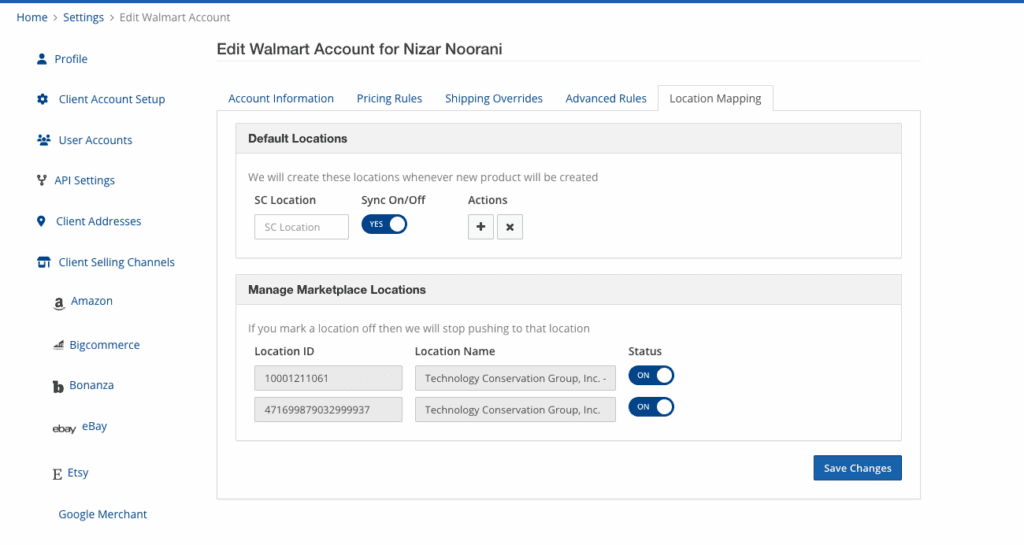 Home > Settings > Edit Walmart Account
Profile
Client Account Setup
User Accounts
API Settings
Client Addresses
Client Selling Channels
Amazon
Bigcommerce
Bonanza
ebay eBay
Etsy
Google Merchant
Edit Walmart Account for Nizar Noorani
Account Information Pricing Rules Shipping Overrides Advanced Rules Location Mapping
Default Locations
We will create these locations whenever new product will be created
SC Location Sync On/Off Actions
SC Location YES
Manage Marketplace Locations
If you mark a location off then we will stop pushing to that location
Location ID Location Name Status
10001211061 Technology Conservation Group, Inc. - ON
471699879032999937 Technology Conservation Group, Inc. ON
Save Changes